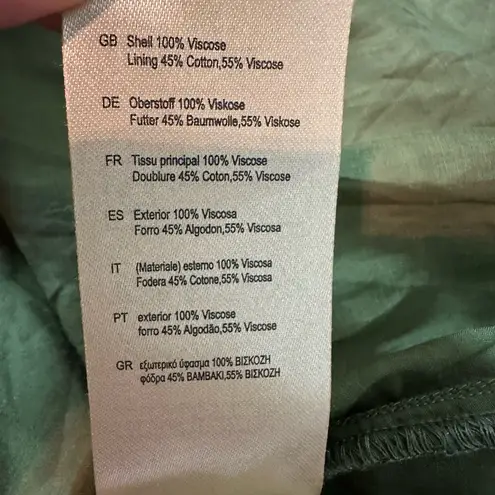 GB Shell 100% Viscose
Lining 45% Cotton,55% Viscose
DE Oberstoff 100% Viskose
Futter 45% Baumwolle,55% Viskose
FR Tissu principal 100% Viscose
Doublure 45% Coton,55% Viscose
ES Exterior 100% Viscosa
Forro 45% Algodon,55% Viscosa
IT (Materiale) esterno 100% Viscosa
Fodera 45% Cotone,55% Viscosa
PT exterior 100% Viscose
forro 45% Algodão,55% Viscose
GR εξωτερικό ύφασμα 100% ΒΙΣΚΟΖΗ
φόδρα 45% ΒΑΜΒΑΚΙ,55% ΒΙΣΚΟΖΗ